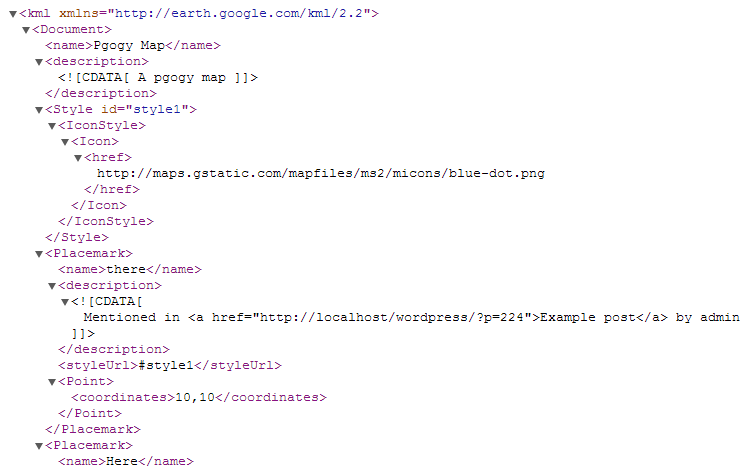 <kml xmlns="http://earth.google.com/kml/2.2">
<Document>
<name>Pgogy Map</name>
<description>
<![CDATA[ A pgogy map ]]>
</description>
<Style id="style1">
<IconStyle>
<Icon>
<href>
http://maps.gstatic.com/mapfiles/ms2/micons/blue-dot.png
</href>
</Icon>
</IconStyle>
</Style>
<Placemark>
<name>there</name>
<description>
<![CDATA[
Mentioned in <a href="http://localhost/wordpress/?p=224">Example post</a> by admin
]]>
</description>
<styleUrl>#style1</styleUrl>
<Point>
<coordinates>10,10</coordinates>
</Point>
</Placemark>
<Placemark>
<name>Here</name>